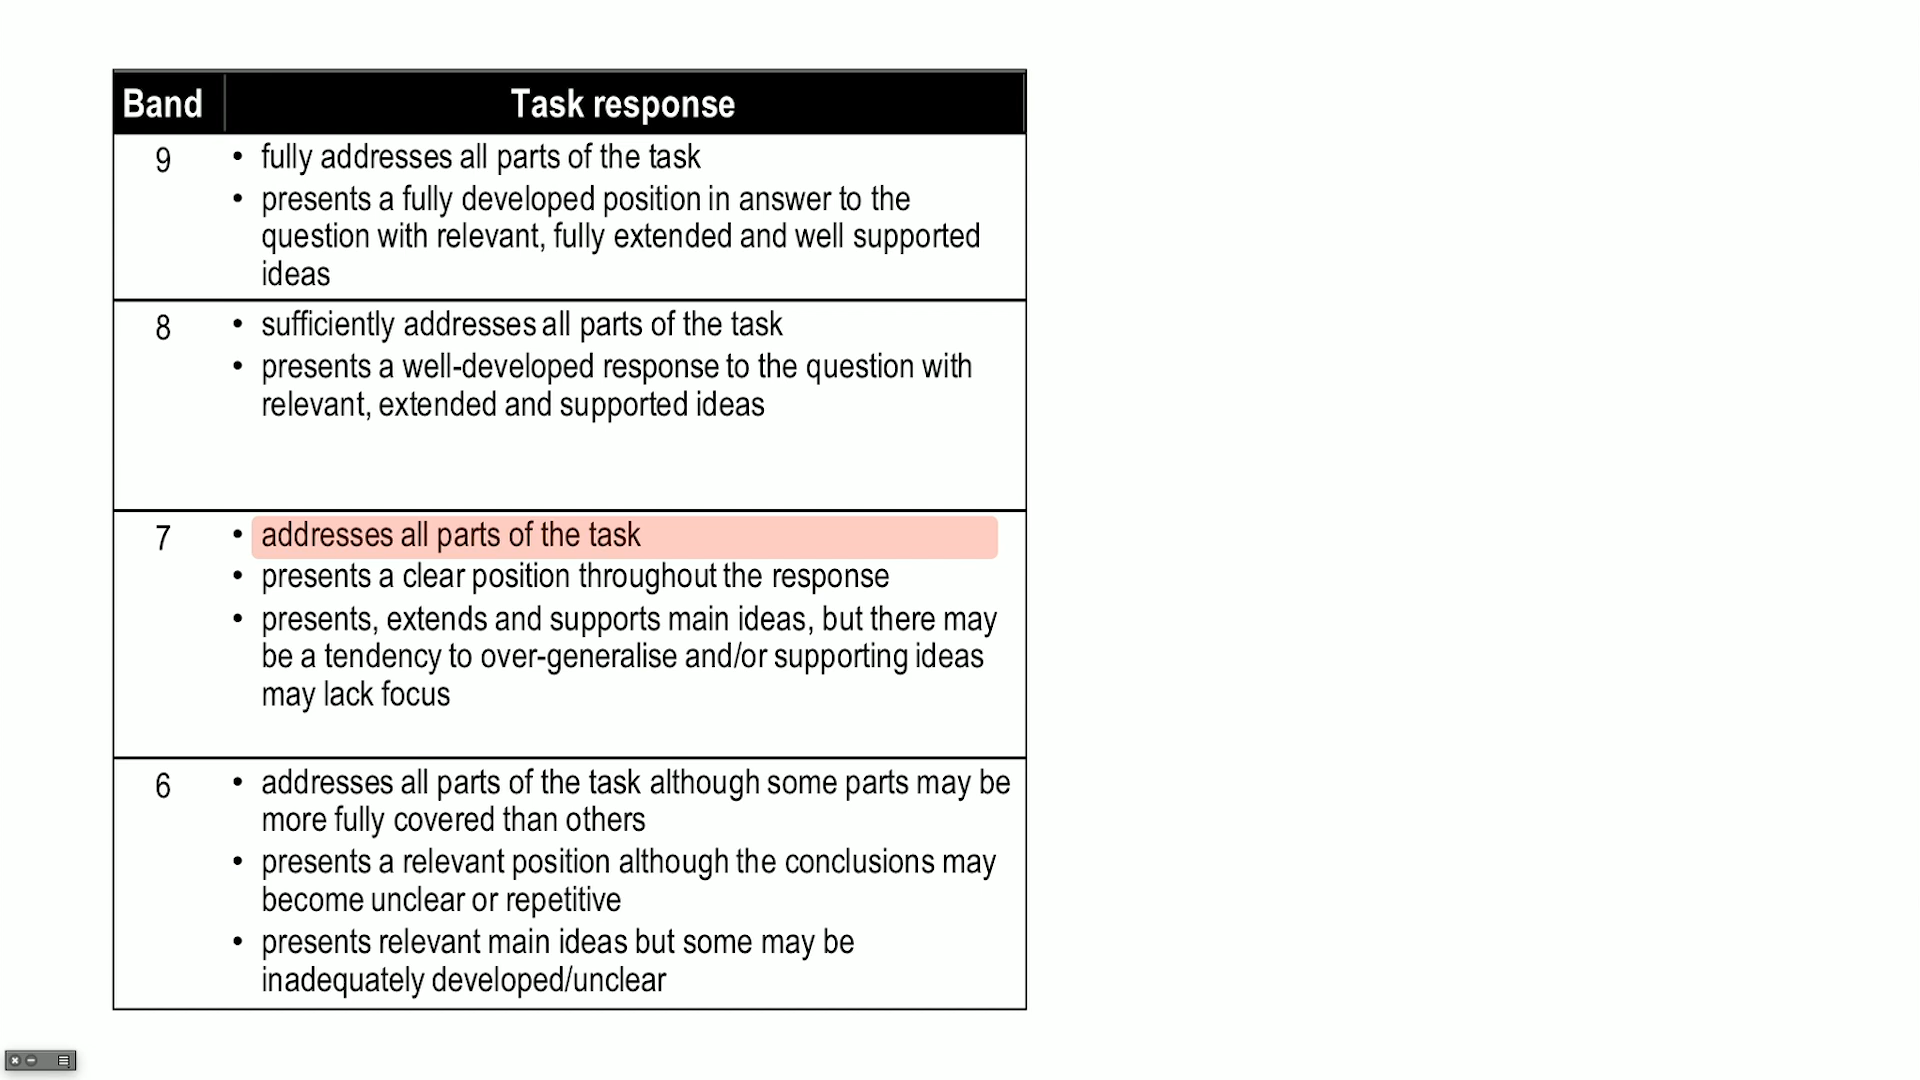 Band Task response
9 • fully addresses all parts of the task
• presents a fully developed position in answer to the
question with relevant, fully extended and well supported
ideas
8 • sufficiently addresses all parts of the task
• presents a well-developed response to the question with
relevant, extended and supported ideas
7 • addresses all parts of the task
• presents a clear position throughout the response
• presents, extends and supports main ideas, but there may
be a tendency to over-generalise and/or supporting ideas
may lack focus
6 • addresses all parts of the task although some parts may be
more fully covered than others
• presents a relevant position although the conclusions may
become unclear or repetitive
• presents relevant main ideas but some may be
inadequately developed/unclear